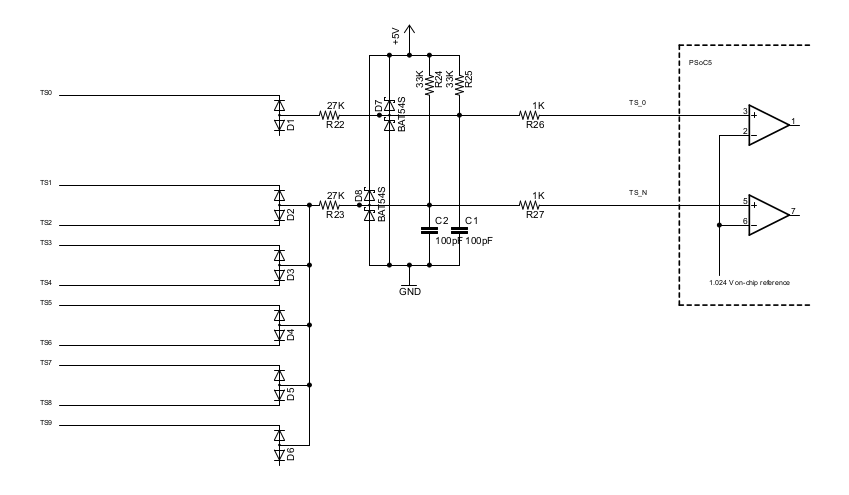 +5V
PSoC5
TS0
33K
R24
33K
R25
D7
BAT54S
27K
R22
D1
1K
R26
TS_0
3
2
1
+
-
TS1
TS2
D2
27K
R23
D8
BAT54S
1K
R27
TS_N
5
6
7
+
-
C2
100pF
C1
100pF
TS3
TS4
D3
GND
1.024 V on-chip reference
TS5
TS6
D4
TS7
TS8
D5
TS9
D6